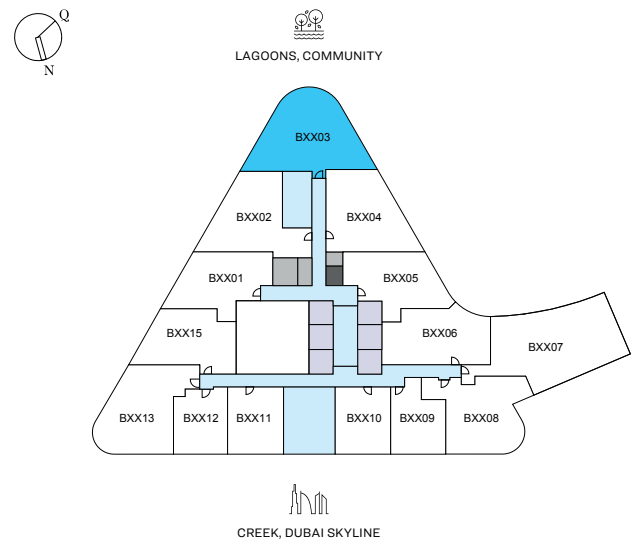 Q
N
LAGOONS, COMMUNITY
BXX03
BXX02 BXX04
BXX01 BXX05
BXX15 BXX06
BXX07
BXX13 BXX12 BXX11 BXX10 BXX09 BXX08
CREEK, DUBAI SKYLINE